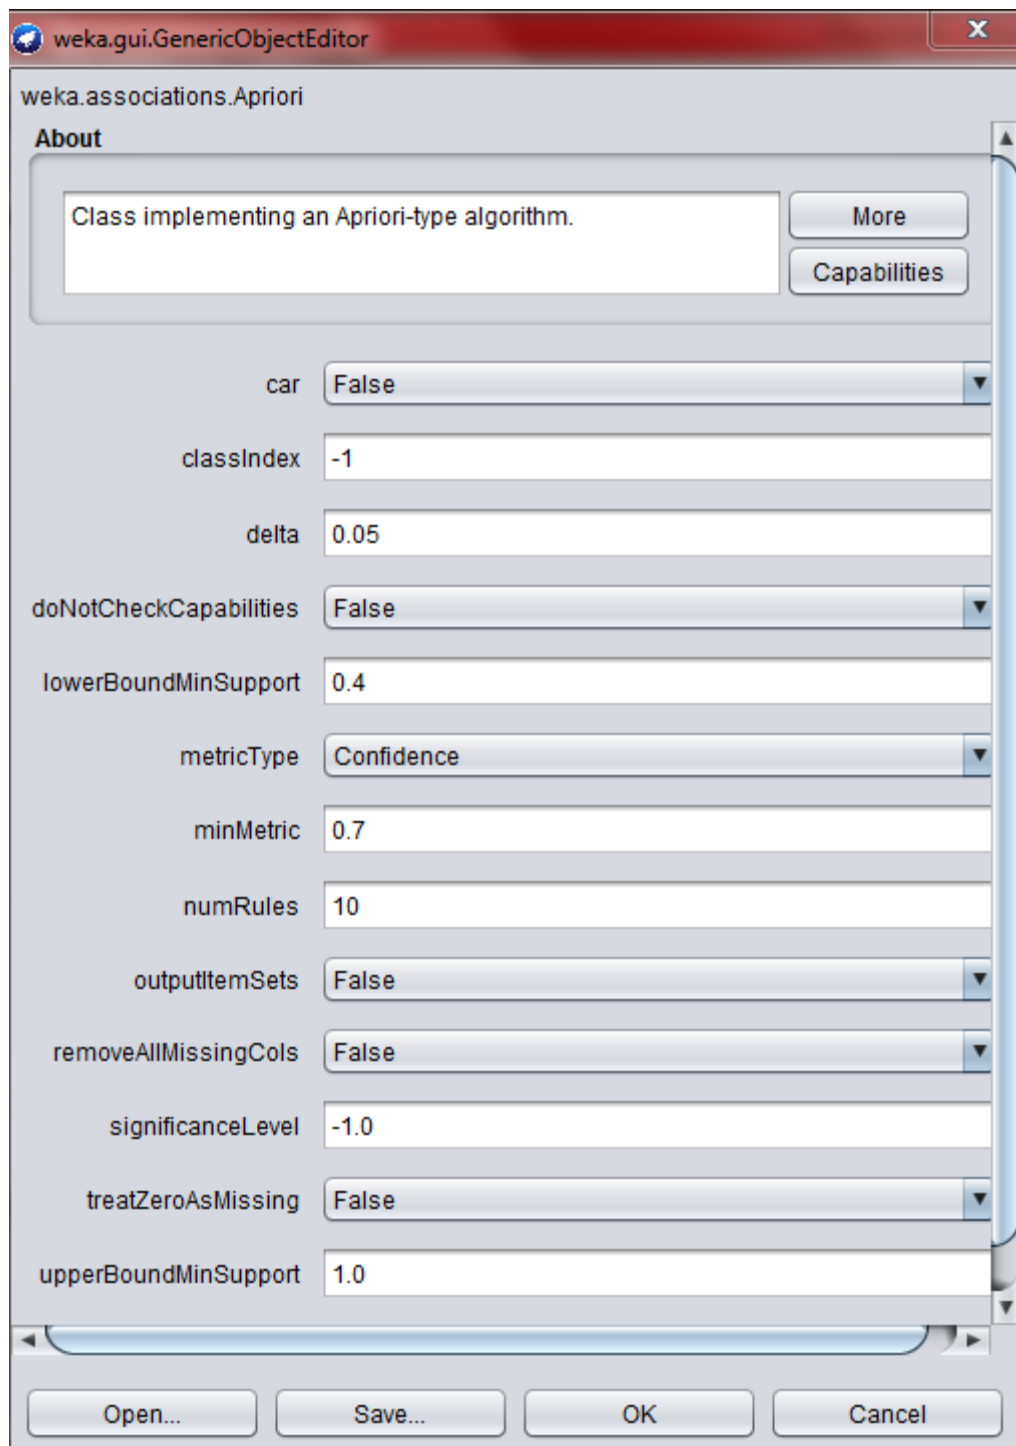 weka.gui.GenericObjectEditor
x
weka.associations.Apriori
About
Class implementing an Apriori-type algorithm.
More
Capabilities
car False
classIndex -1
delta 0.05
doNotCheckCapabilities False
lowerBoundMinSupport 0.4
metricType Confidence
minMetric 0.7
numRules 10
outputItemSets False
removeAllMissingCols False
significanceLevel -1.0
treatZeroAsMissing False
upperBoundMinSupport 1.0
Open... Save... OK Cancel